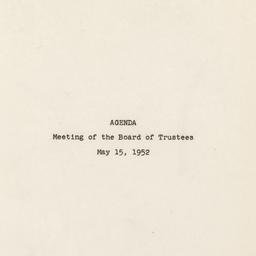 AGENDA
Meeting of the Board of Trustees
May 15, 1952